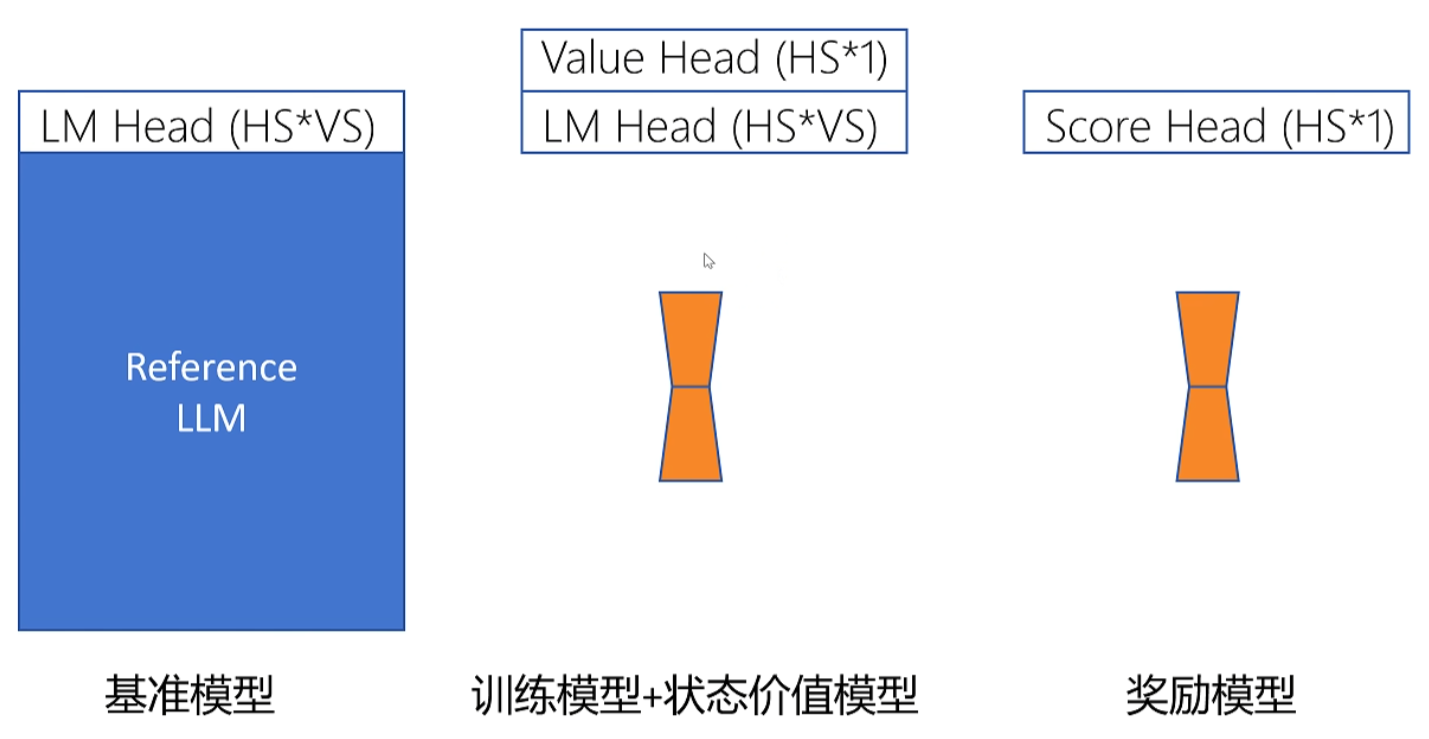 Value Head (HS*1)
LM Head (HS*VS)
LM Head (HS*VS)
Score Head (HS*1)
Reference
LLM
基准模型
训练模型+状态价值模型
奖励模型